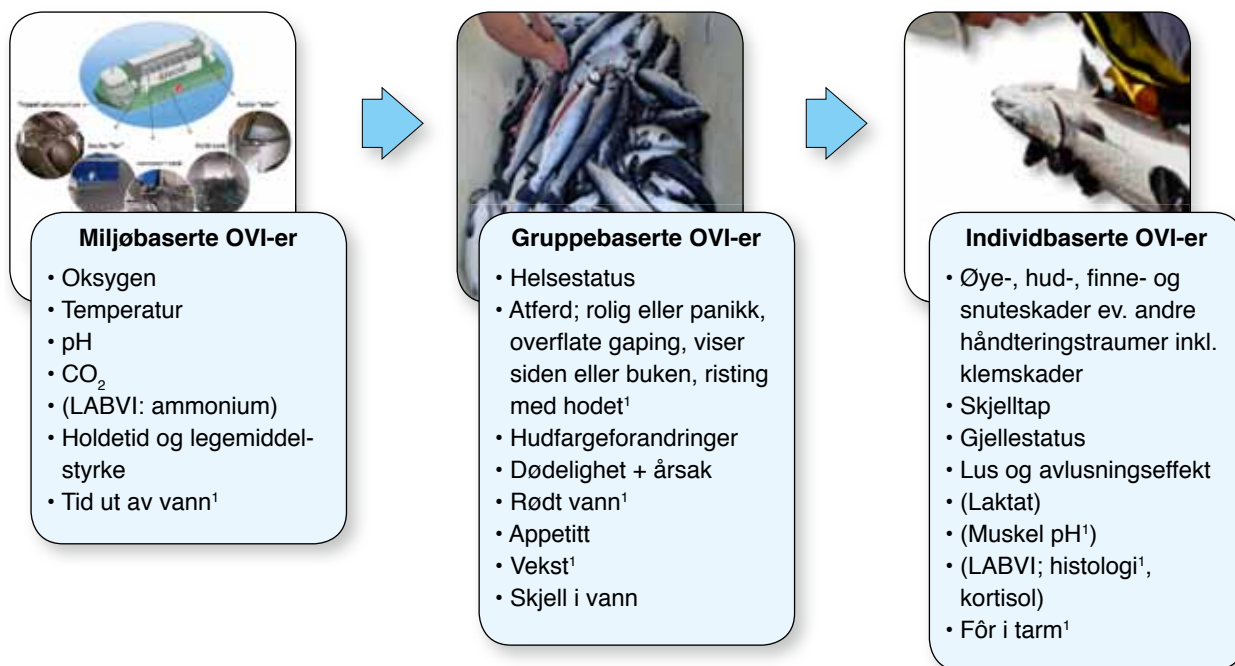 Miljøbaserte OVI-er
• Oksygen
• Temperatur
• pH
• CO₂
• (LABVI: ammonium)
• Holdetid og legemiddel-
styrke
• Tid ut av vann¹
Gruppebaserte OVI-er
• Helsestatus
• Atferd; rolig eller panikk,
overflate gaping, viser
siden eller buken, risting
med hodet¹
• Hudfargeforandringer
• Dødelighet + årsak
• Rødt vann¹
• Appetitt
• Vekst¹
• Skjell i vann
Individbaserte OVI-er
• Øye-, hud-, finne- og
snuteskader ev. andre
håndteringstraumer inkl.
klemskader
• Skjelltap
• Gjellestatus
• Lus og avlusningseffekt
• (Laktat)
• (Muskel pH¹)
• (LABVI; histologi¹,
kortisol)
• Fôr i tarm¹